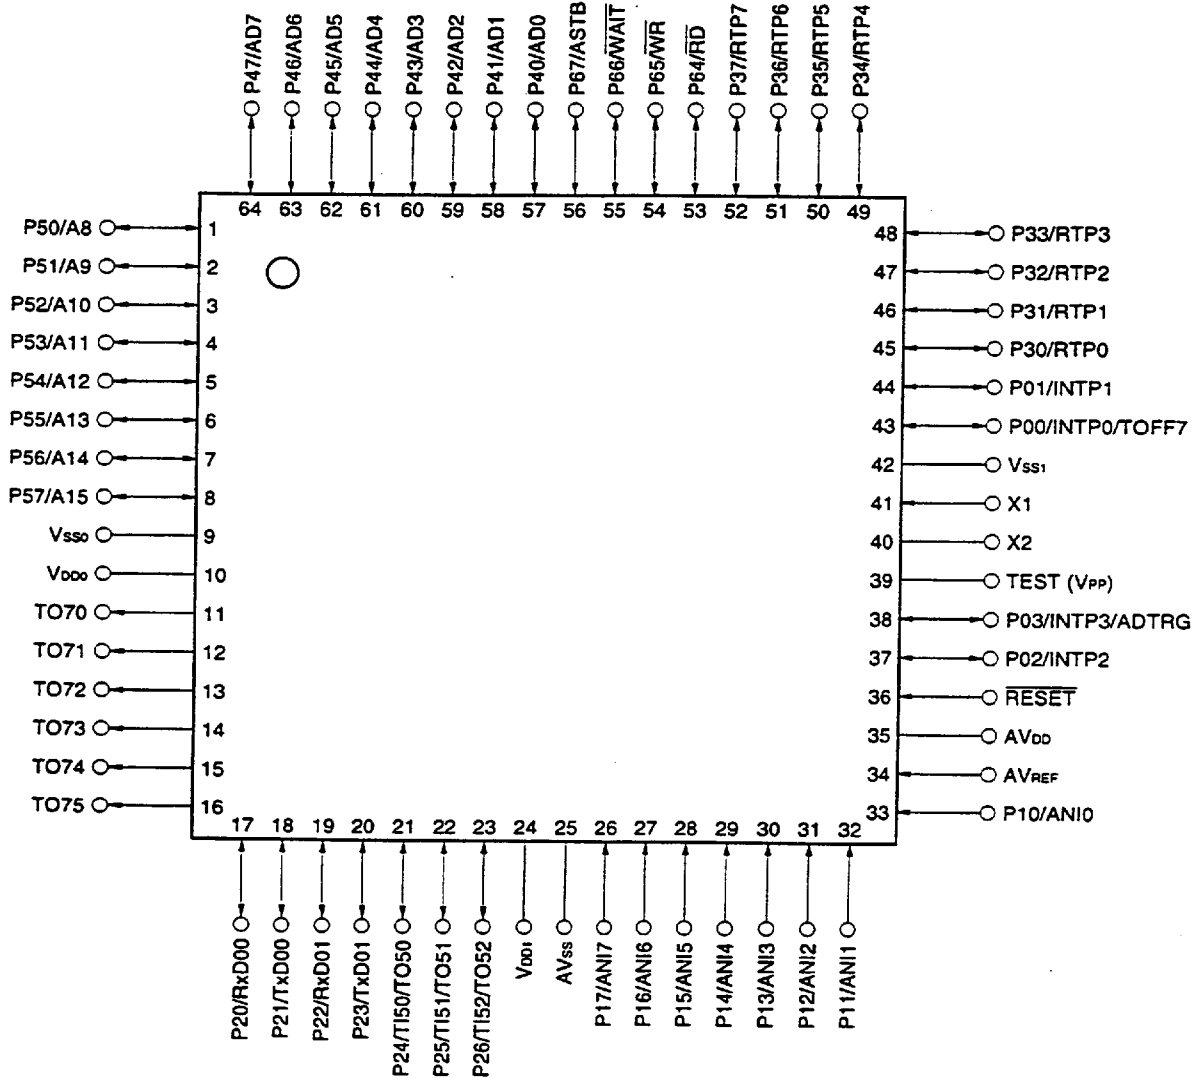 P47/AD7
P46/AD6
P45/AD5
P44/AD4
P43/AD3
P42/AD2
P41/AD1
P40/AD0
P67/ASTB
P66/WAIT
P65/WR
P64/RD
P37/RTP7
P36/RTP6
P35/RTP5
P34/RTP4
64 63 62 61 60 59 58 57 56 55 54 53 52 51 50 49
P50/A8 1
P51/A9 2
P52/A10 3
P53/A11 4
P54/A12 5
P55/A13 6
P56/A14 7
P57/A15 8
VSS0 9
VDD0 10
TO70 11
TO71 12
TO72 13
TO73 14
TO74 15
TO75 16
48 P33/RTP3
47 P32/RTP2
46 P31/RTP1
45 P30/RTP0
44 P01/INTP1
43 P00/INTP0/TOFF7
42 VSS1
41 X1
40 X2
39 TEST (VPP)
38 P03/INTP3/ADTRG
37 P02/INTP2
36 RESET
35 AVDD
34 AVREF
33 P10/ANI0
17 18 19 20 21 22 23 24 25 26 27 28 29 30 31 32
P20/RxD00
P21/TxD00
P22/RxD01
P23/TxD01
P24/TI50/TO50
P25/TI51/TO51
P26/TI52/TO52
VDD1
AVSS
P17/ANI7
P16/ANI6
P15/ANI5
P14/ANI4
P13/ANI3
P12/ANI2
P11/ANI1